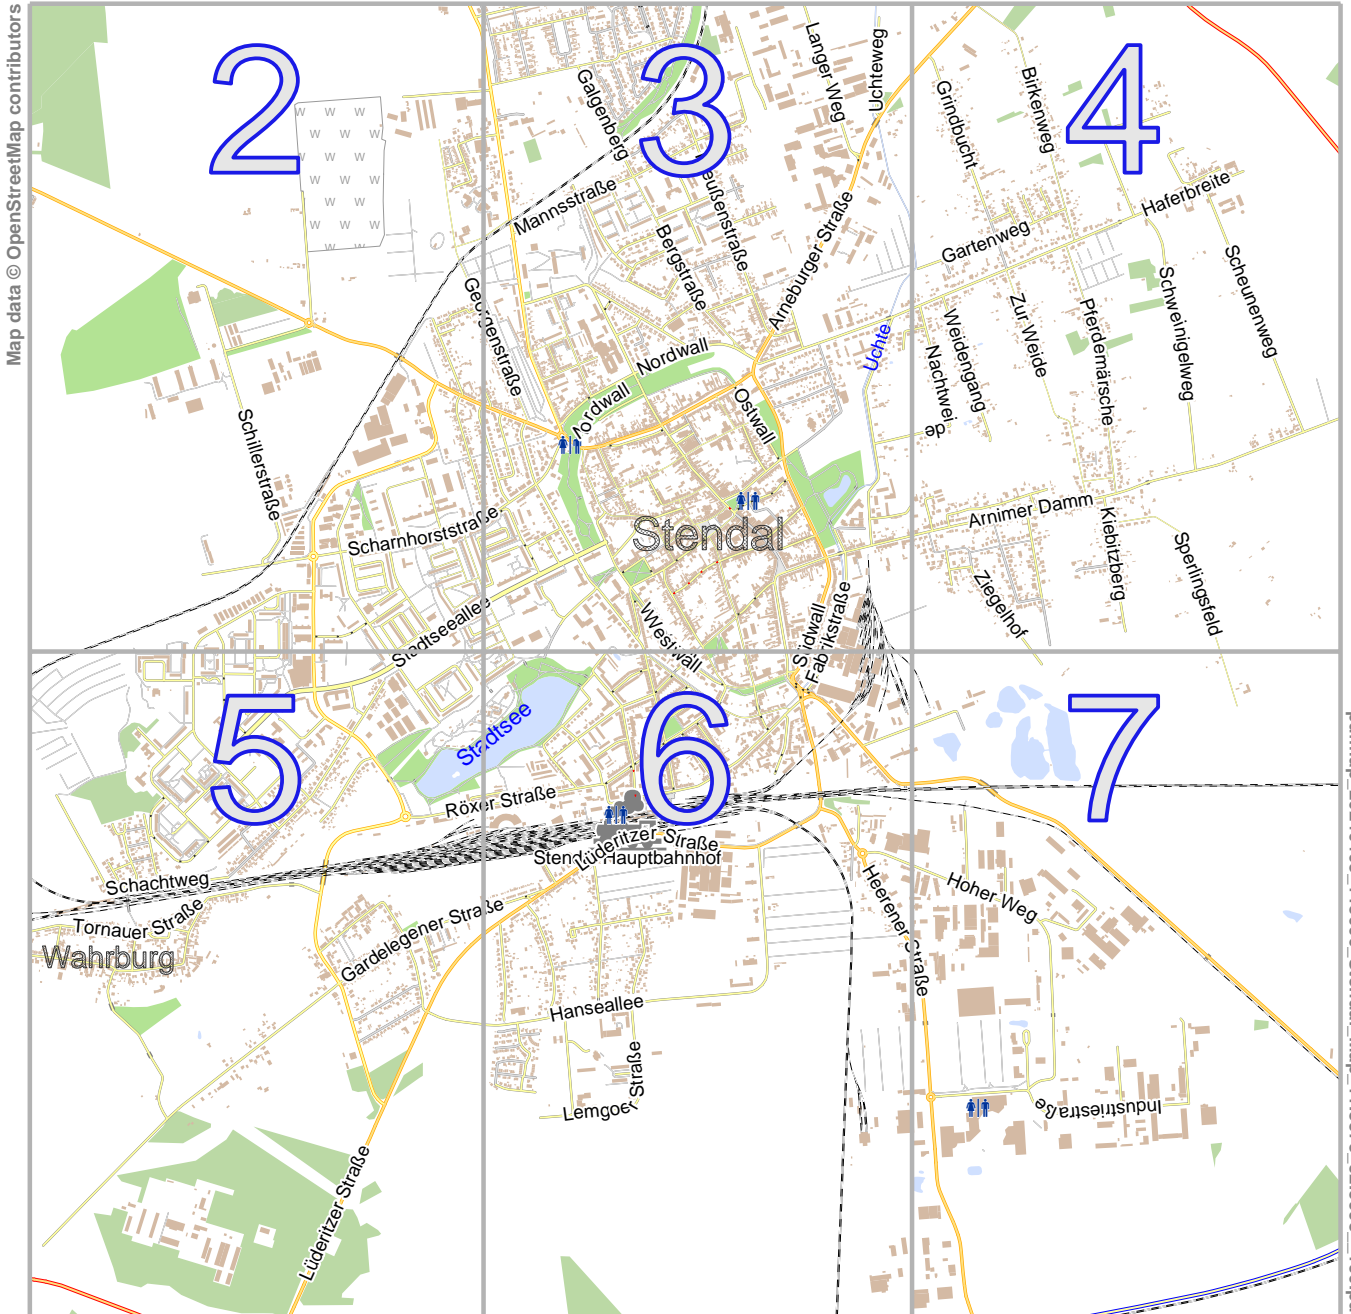 Map data © OpenStreetMap contributors
2
3
4
Galgenberg
Langer Weg
Uchteweg
Grindbucht
Birkenweg
Mannsstraße
Bergstraße
Arneburger Straße
Gartenweg
Haferbreite
Scheunenweg
Schweinigelweg
Georgenstraße
Nordwall
Nordwall
Ostwall
Uchte
Nachtweide
Weidengang
Zur Weide
Pferdemärsche
Schillerstraße
Scharnhorststraße
Stendal
Arnimer Damm
Kiebitzberg
Sperlingsfeld
Ziegelhof
Stadtseeallee
Westwall
Südwall
Fabrikstraße
5
6
7
Stadtsee
Röxer Straße
Lüderitzer Straße
Stendal Hauptbahnhof
Schachtweg
Tornauer Straße
Wahrburg
Gardelegener Straße
Heerener Straße
Hoher Weg
Hanseallee
Lemgoer Straße
Industriestraße
Lüderitzer Straße